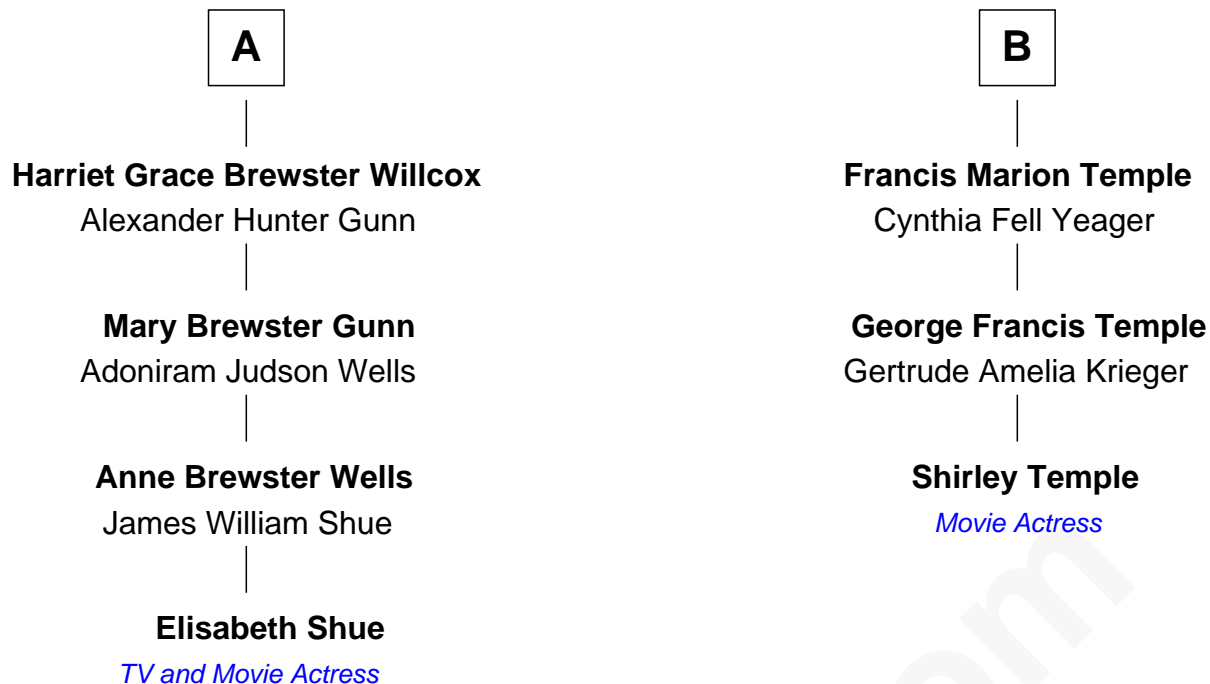 A
Harriet Grace Brewster Willcox
Alexander Hunter Gunn
Mary Brewster Gunn
Adoniram Judson Wells
Anne Brewster Wells
James William Shue
Elisabeth Shue
TV and Movie Actress
B
Francis Marion Temple
Cynthia Fell Yeager
George Francis Temple
Gertrude Amelia Krieger
Shirley Temple
Movie Actress
om